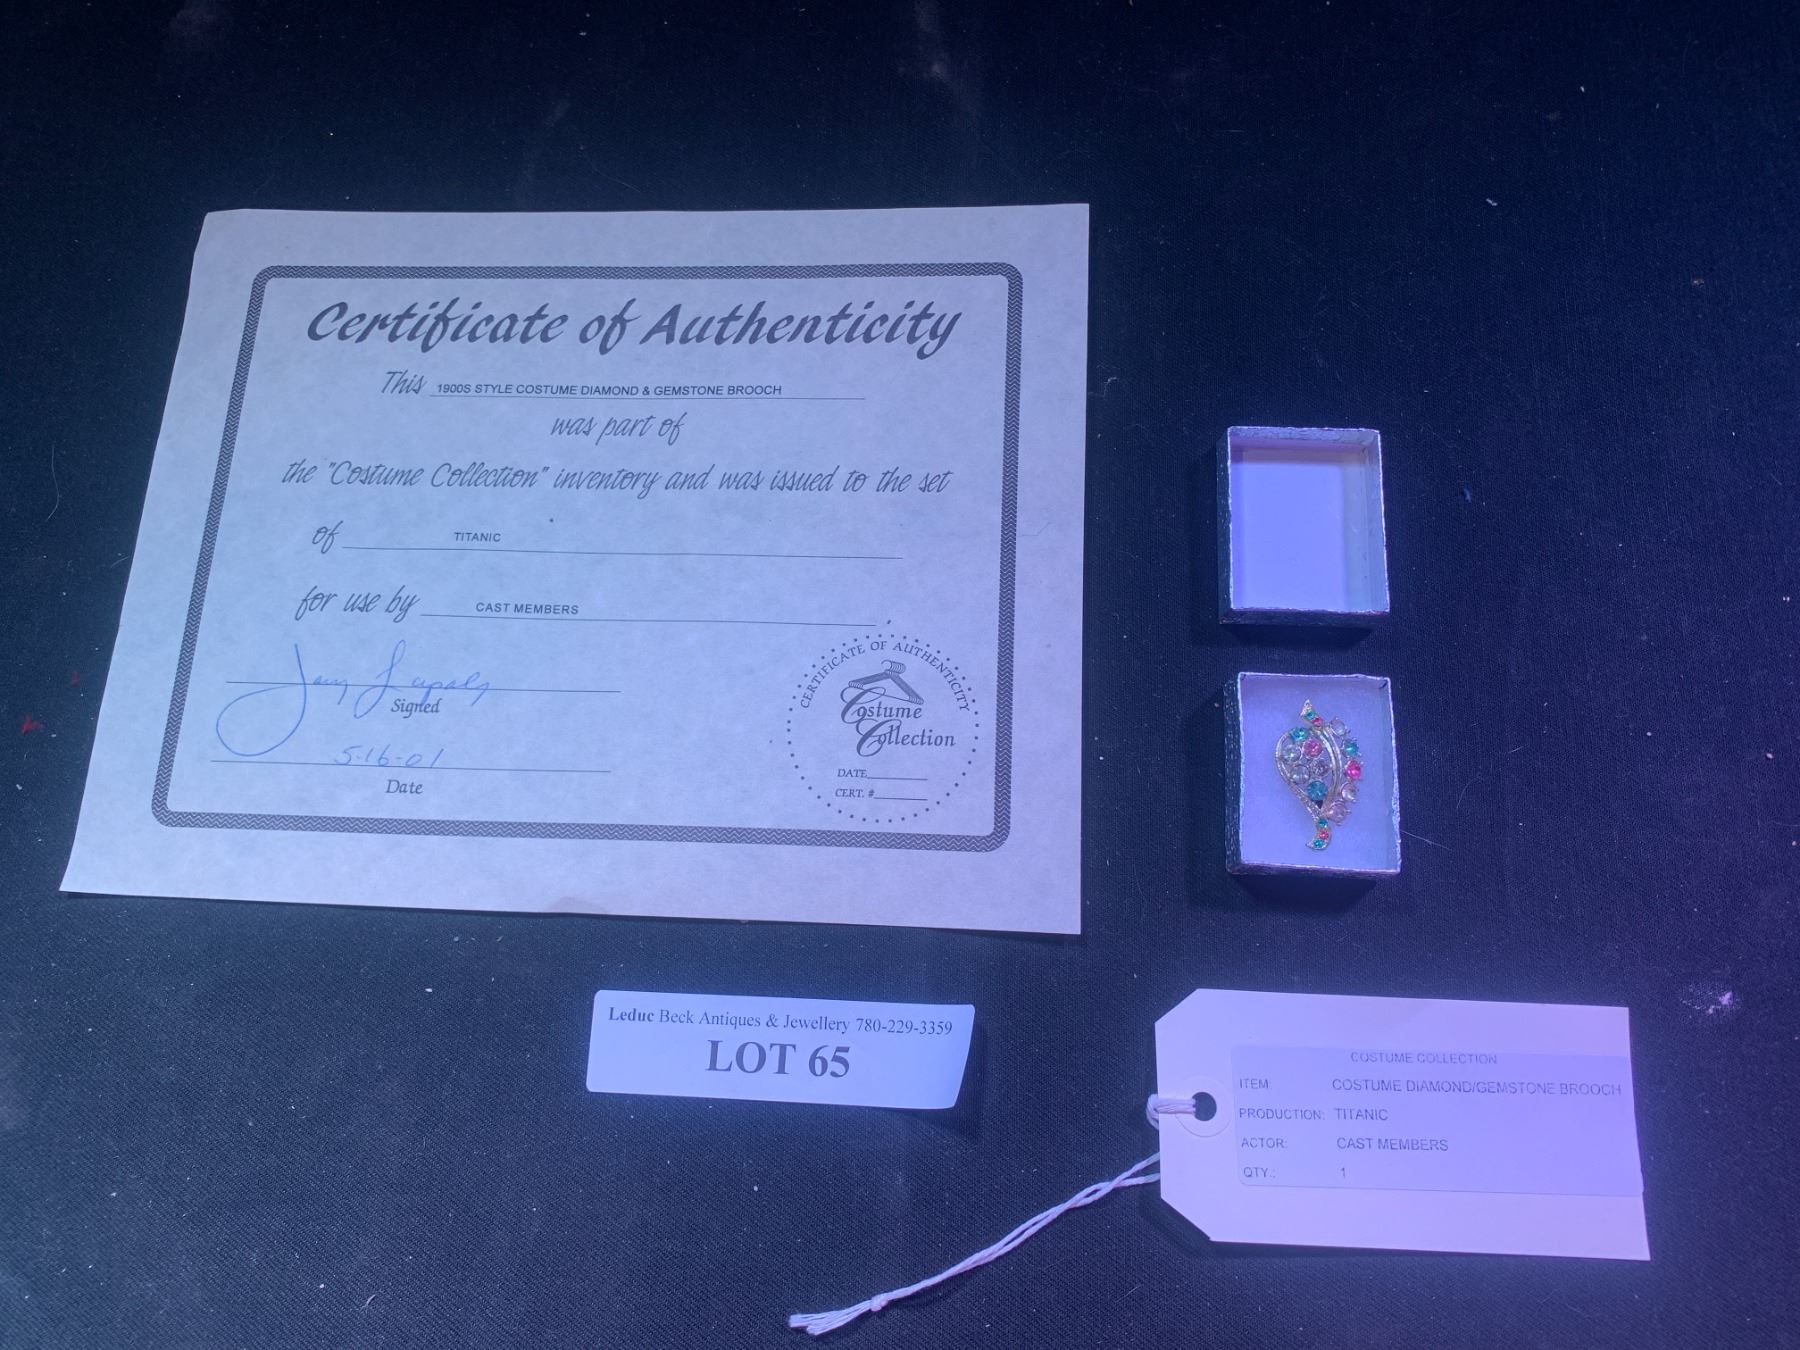 Certificate of Authenticity
This 1900S STYLE COSTUME DIAMOND & GEMSTONE BROOCH
was part of
the "Costume Collection" inventory and was issued to the set
of TITANIC
for use by CAST MEMBERS
Signed
5-16-01
Date
CERTIFICATE OF AUTHENTICITY
Costume
Collection
DATE
CERT. #
Leduc Beck Antiques & Jewellery 780-229-3359
LOT 65
COSTUME COLLECTION
ITEM: COSTUME DIAMOND/GEMSTONE BROOCH
PRODUCTION: TITANIC
ACTOR: CAST MEMBERS
QTY.: 1